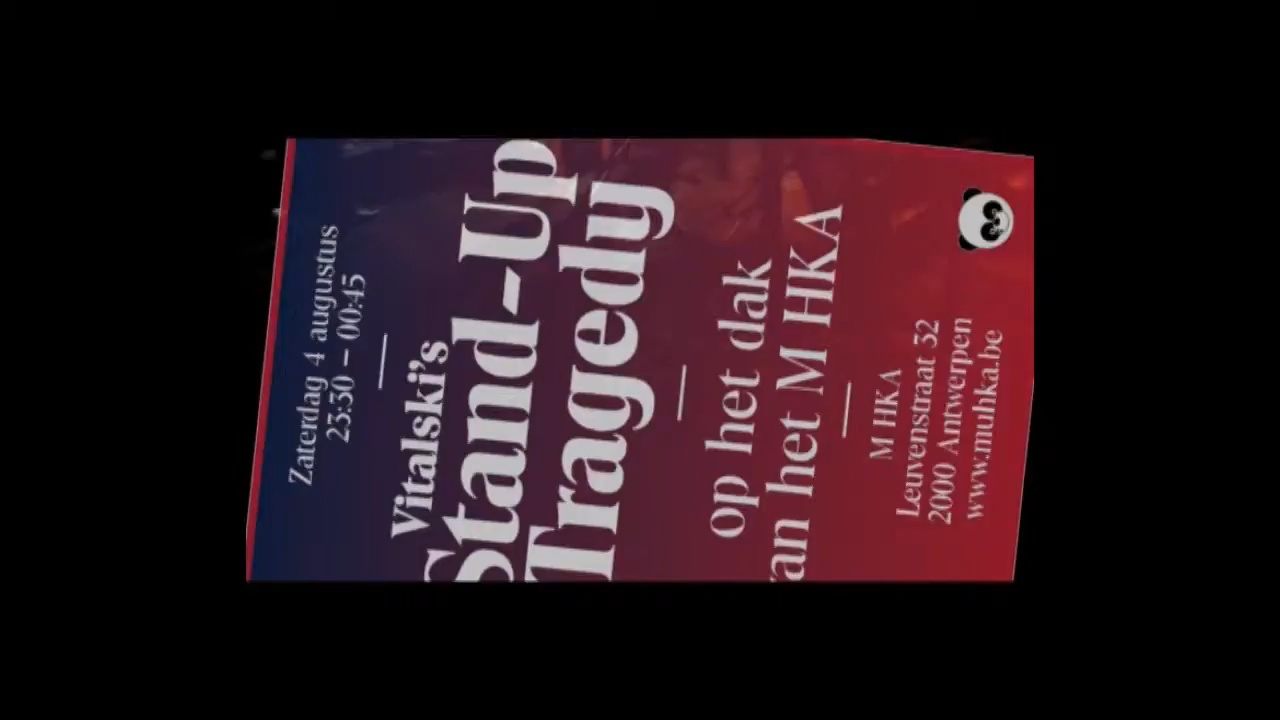 Zaterdag 4 augustus
23:30 – 00:45
Vitalski's
Stand-Up
Tragedy
op het dak
van het M HKA
M HKA
Leuvenstraat 32
2000 Antwerpen
www.muhka.be